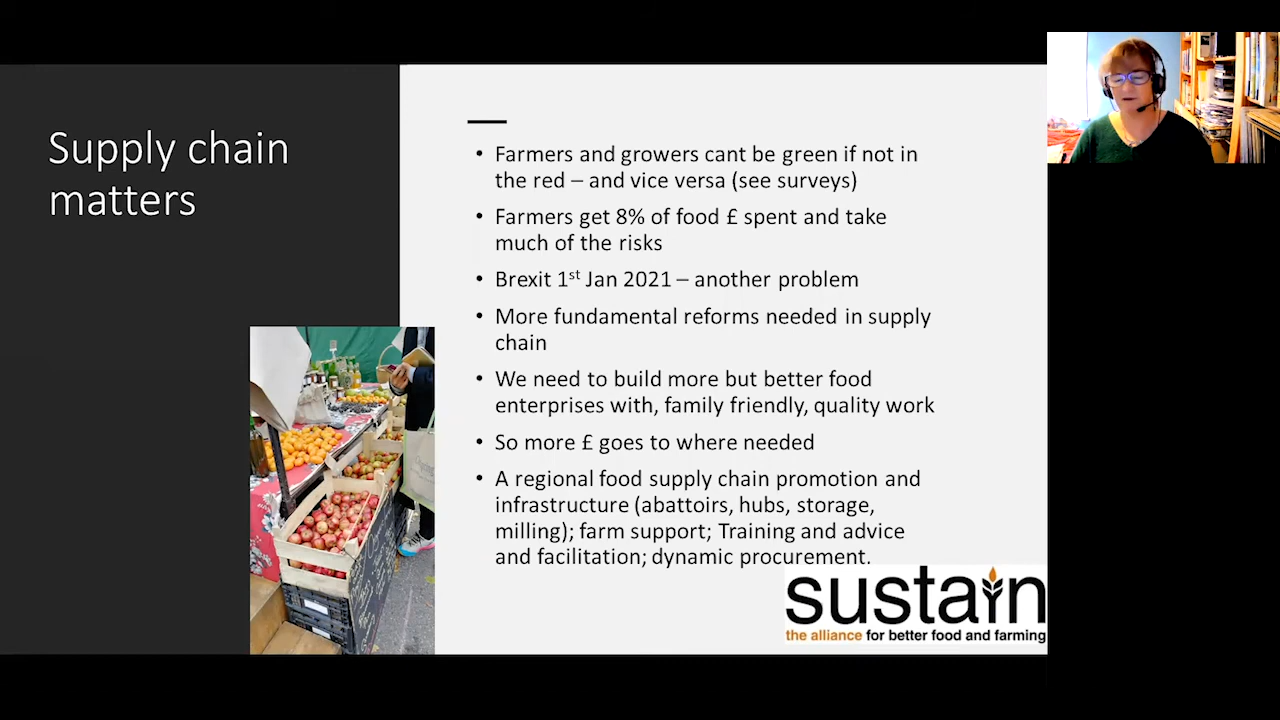 Supply chain
matters
• Farmers and growers cant be green if not in
the red – and vice versa (see surveys)
• Farmers get 8% of food £ spent and take
much of the risks
• Brexit 1st Jan 2021 – another problem
• More fundamental reforms needed in supply
chain
• We need to build more but better food
enterprises with, family friendly, quality work
• So more £ goes to where needed
• A regional food supply chain promotion and
infrastructure (abattoirs, hubs, storage,
milling); farm support; Training and advice
and facilitation; dynamic procurement.
sustain
the alliance for better food and farming